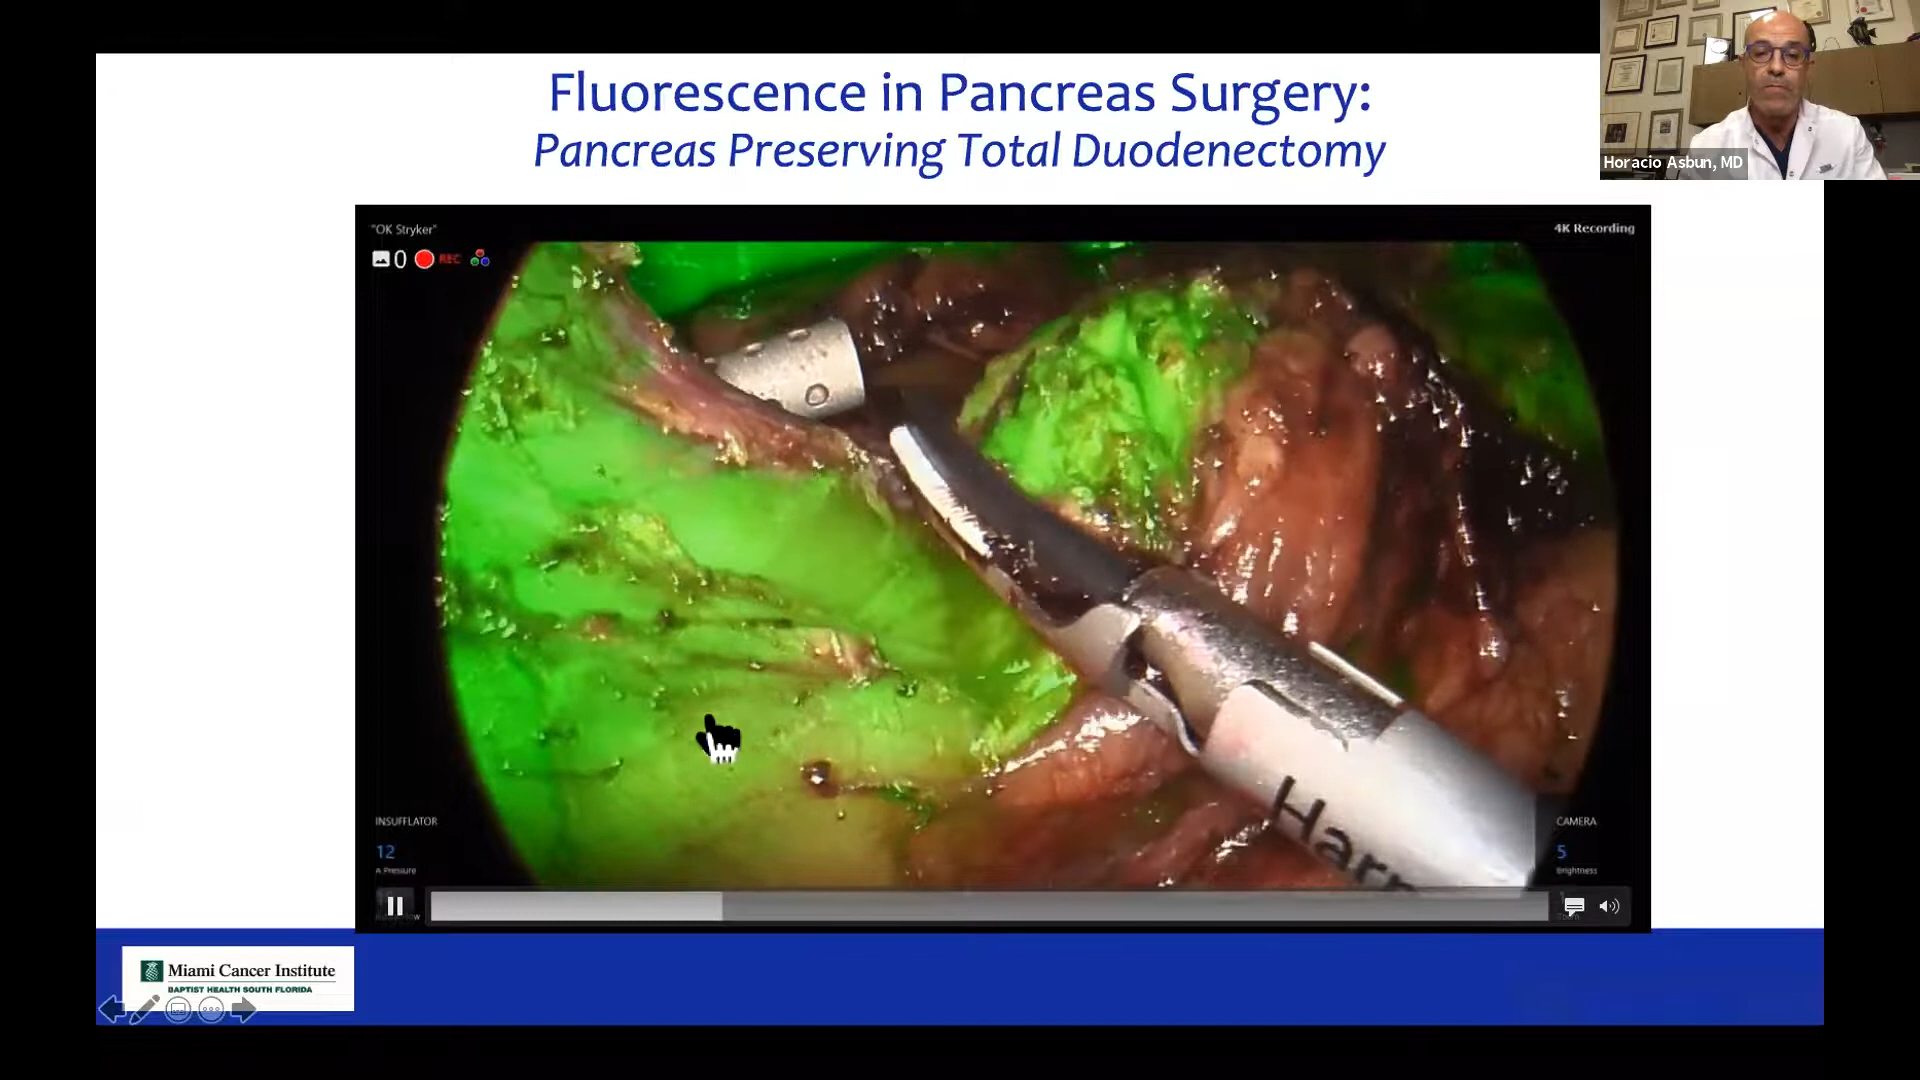 Fluorescence in Pancreas Surgery:
Pancreas Preserving Total Duodenectomy
Horacio Asbun, MD
"OK Stryker"
4K Recording
0 REC
INSUFFLATOR
12
A Pressure
CAMERA
5
Brightness
Harm
Miami Cancer Institute
BAPTIST HEALTH SOUTH FLORIDA